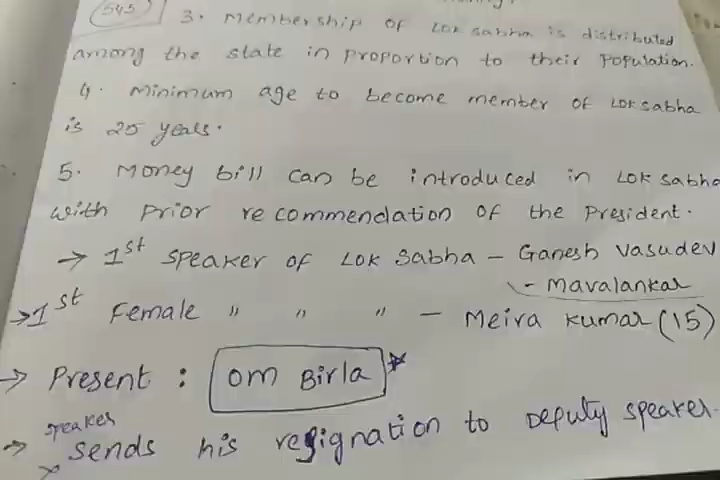 (545) 3. Membership of Lok sabha is distributed
among the state in proportion to their Population.
4. Minimum age to become member of Loksabha
is 25 years.
5. Money bill can be introduced in Lok sabha
with prior recommendation of the President.
→ 1st speaker of Lok Sabha - Ganesh Vasudev
- Mavalankar
→ 1st Female " " " - Meira Kumar (15)
→ Present : Om Birla *
speaker
→ sends his resignation to Deputy speaker.